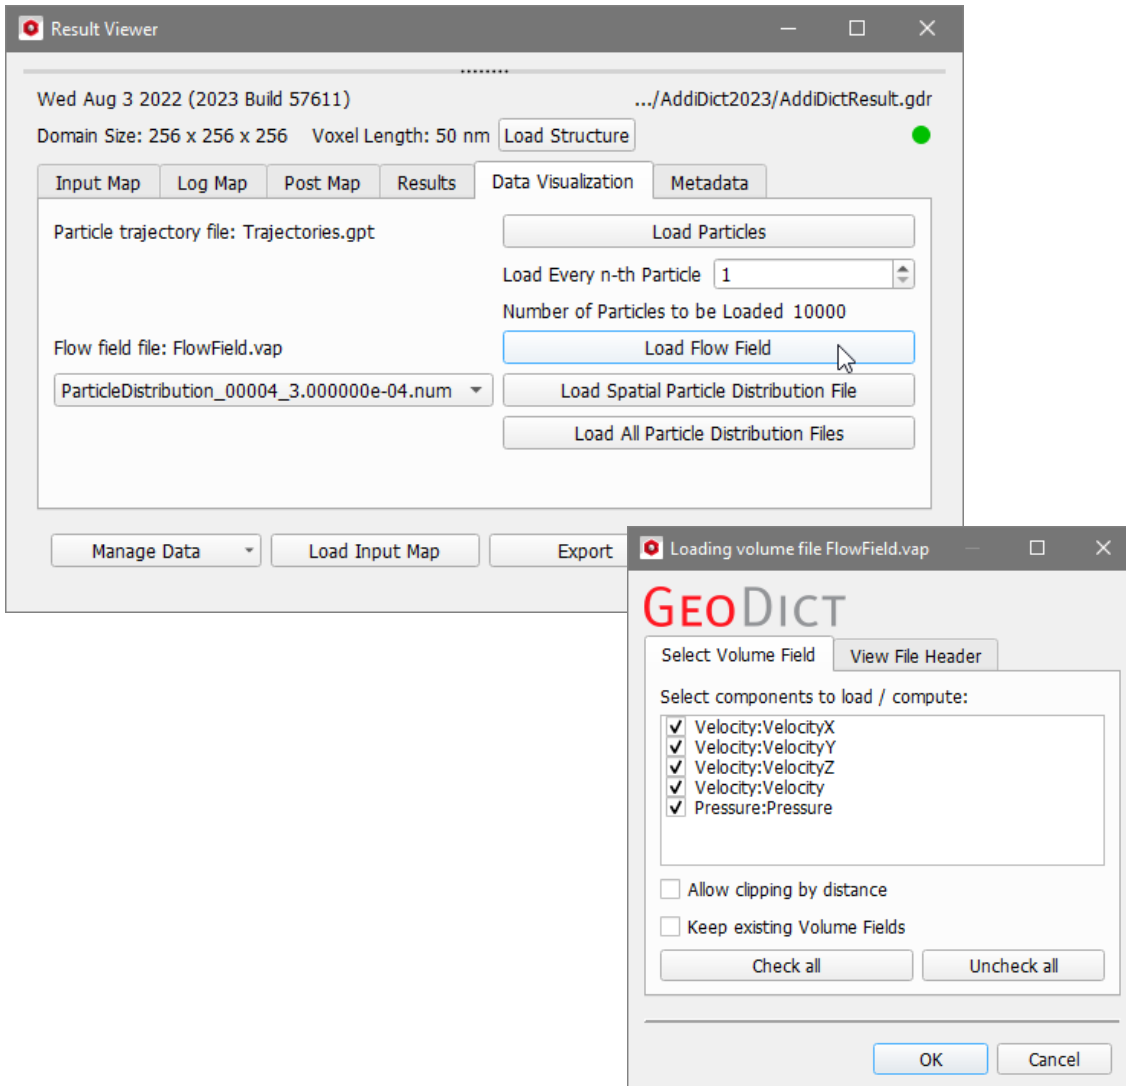 Result Viewer
Wed Aug 3 2022 (2023 Build 57611) .../AddiDict2023/AddiDictResult.gdr
Domain Size: 256 x 256 x 256 Voxel Length: 50 nm Load Structure
Input Map Log Map Post Map Results Data Visualization Metadata
Particle trajectory file: Trajectories.gpt Load Particles
Load Every n-th Particle 1
Number of Particles to be Loaded 10000
Flow field file: FlowField.vap Load Flow Field
ParticleDistribution_00004_3.000000e-04.num Load Spatial Particle Distribution File
Load All Particle Distribution Files
Manage Data Load Input Map Export
Loading volume file FlowField.vap
GEODICT
Select Volume Field View File Header
Select components to load / compute:
Velocity:VelocityX
Velocity:VelocityY
Velocity:VelocityZ
Velocity:Velocity
Pressure:Pressure
Allow clipping by distance
Keep existing Volume Fields
Check all Uncheck all
OK Cancel